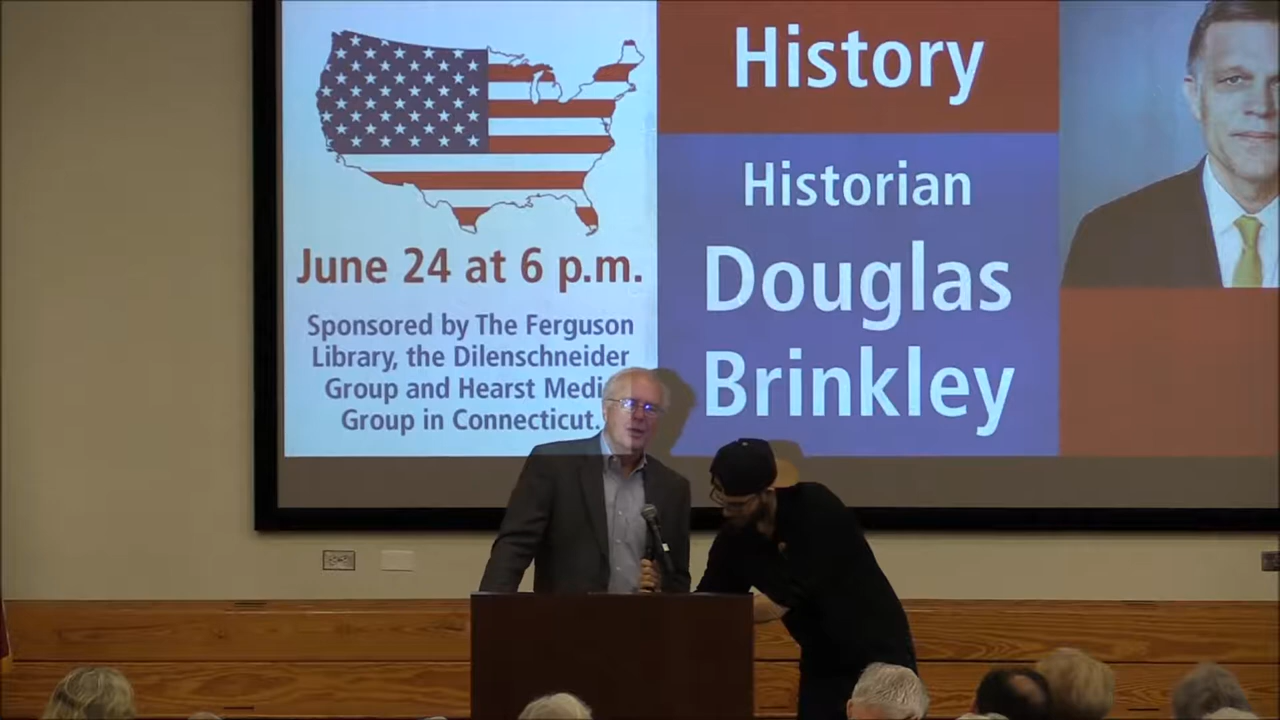 June 24 at 6 p.m.
Sponsored by The Ferguson
Library, the Dilenschneider
Group and Hearst Medi
Group in Connecticut.
History
Historian
Douglas
Brinkley